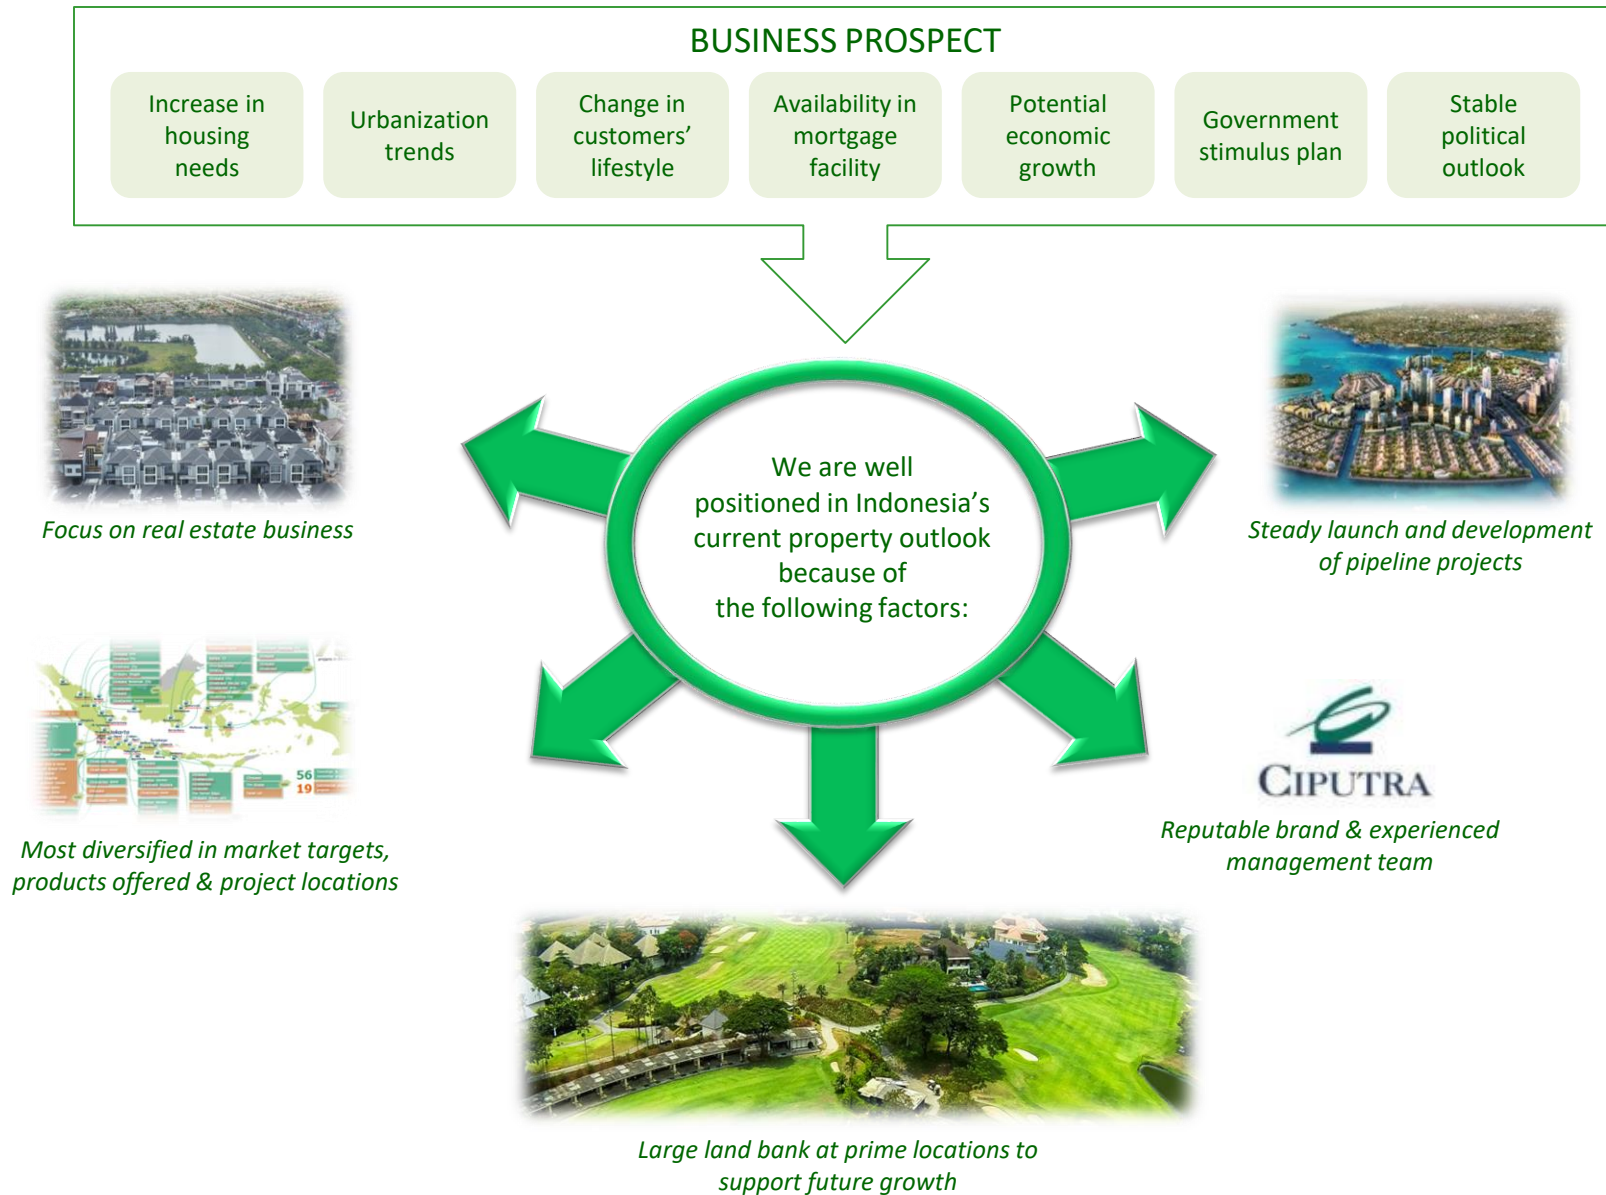 BUSINESS PROSPECT
Increase in
housing
needs
Urbanization
trends
Change in
customers’
lifestyle
Availability in
mortgage
facility
Potential
economic
growth
Government
stimulus plan
Stable
political
outlook
We are well
positioned in Indonesia’s
current property outlook
because of
the following factors:
Focus on real estate business
Steady launch and development
of pipeline projects
56
19
Most diversified in market targets,
products offered & project locations
CIPUTRA
Reputable brand & experienced
management team
Large land bank at prime locations to
support future growth